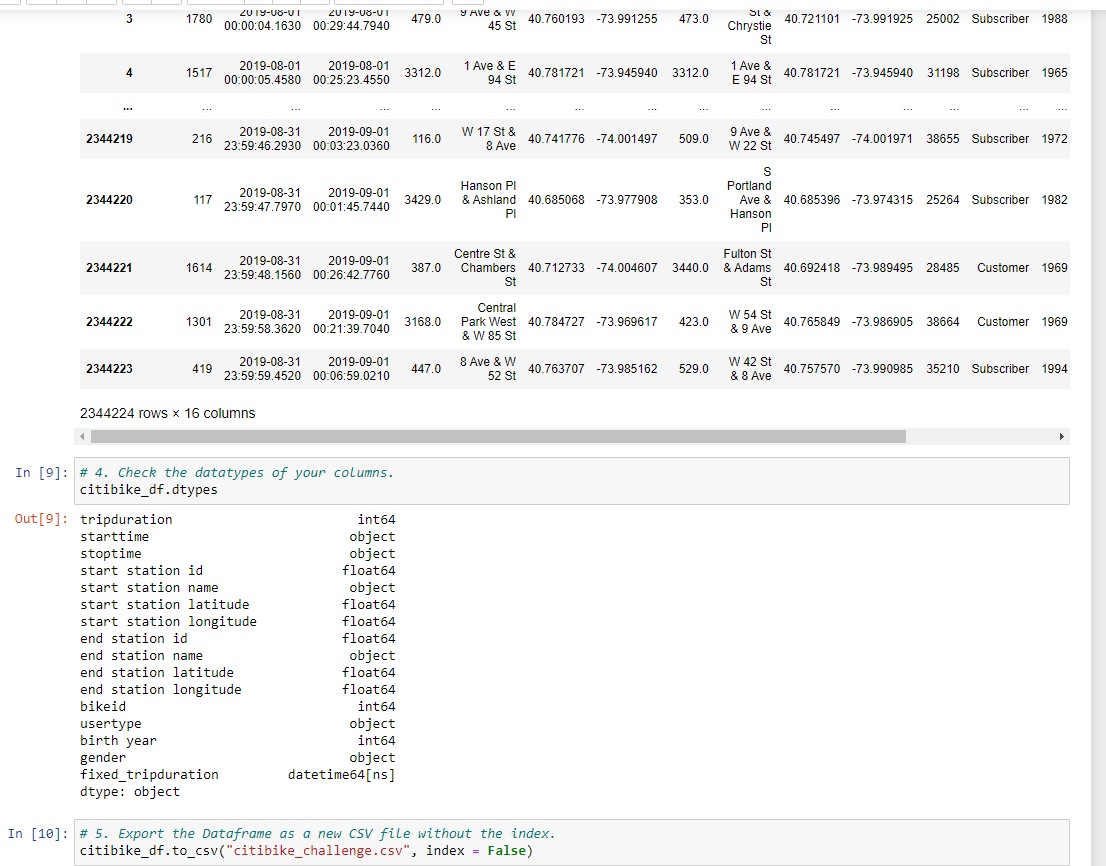 3 1780 2019-08-01 00:00:04.1630 2019-08-01 00:29:44.7940 479.0 9 Ave & W 45 St 40.760193 -73.991255 473.0 St & Chrystie St 40.721101 -73.991925 25002 Subscriber 1988
4 1517 2019-08-01 00:00:05.4580 2019-08-01 00:25:23.4550 3312.0 1 Ave & E 94 St 40.781721 -73.945940 3312.0 1 Ave & E 94 St 40.781721 -73.945940 31198 Subscriber 1965
... ... ... ... ... ... ... ... ... ... ... ... ... ... ...
2344219 216 2019-08-31 23:59:46.2930 2019-09-01 00:03:23.0360 116.0 W 17 St & 8 Ave 40.741776 -74.001497 509.0 9 Ave & W 22 St 40.745497 -74.001971 38655 Subscriber 1972
2344220 117 2019-08-31 23:59:47.7970 2019-09-01 00:01:45.7440 3429.0 Hanson Pl & Ashland Pl 40.685068 -73.977908 353.0 S Portland Ave & Hanson Pl 40.685396 -73.974315 25264 Subscriber 1982
2344221 1614 2019-08-31 23:59:48.1560 2019-09-01 00:26:42.7760 387.0 Centre St & Chambers St 40.712733 -74.004607 3440.0 Fulton St & Adams St 40.692418 -73.989495 28485 Customer 1969
2344222 1301 2019-08-31 23:59:58.3620 2019-09-01 00:21:39.7040 3168.0 Central Park West & W 85 St 40.784727 -73.969617 423.0 W 54 St & 9 Ave 40.765849 -73.986905 38664 Customer 1969
2344223 419 2019-08-31 23:59:59.4520 2019-09-01 00:06:59.0210 447.0 8 Ave & W 52 St 40.763707 -73.985162 529.0 W 42 St & 8 Ave 40.757570 -73.990985 35210 Subscriber 1994
2344224 rows × 16 columns
In [9]: # 4. Check the datatypes of your columns.
citibike_df.dtypes
Out[9]: tripduration int64
starttime object
stoptime object
start station id float64
start station name object
start station latitude float64
start station longitude float64
end station id float64
end station name object
end station latitude float64
end station longitude float64
bikeid int64
usertype object
birth year int64
gender object
fixed_tripduration datetime64[ns]
dtype: object
In [10]: # 5. Export the Dataframe as a new CSV file without the index.
citibike_df.to_csv("citibike_challenge.csv", index = False)